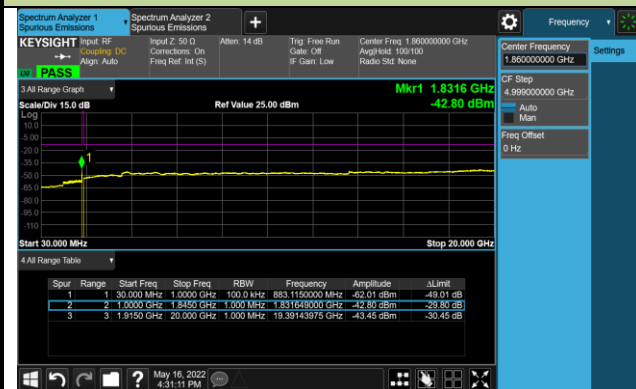 Spectrum Analyzer 1
Spurious Emissions
Spectrum Analyzer 2
Spurious Emissions
Frequency
KEYSIGHT
Input: RF
Coupling: DC
Align: Auto
Input Z: 50 Ω
Corrections: On
Freq Ref: Int (S)
Atten: 14 dB
Trig: Free Run
Gate: Off
IF Gain: Low
Center Freq: 1.860000000 GHz
Avg|Hold: 100/100
Radio Std: None
PASS
Center Frequency
1.860000000 GHz
Settings
CF Step
4.999000000 GHz
Auto
Man
Freq Offset
0 Hz
3 All Range Graph
Mkr1 1.8316 GHz
Scale/Div 15.0 dB
Ref Value 25.00 dBm
-42.80 dBm
Log
10.0
-5.00
-20.0
-35.0
-50.0
-65.0
-80.0
-95.0
-110
1
Start 30.000 MHz
Stop 20.000 GHz
4 All Range Table
Spur Range Start Freq Stop Freq RBW Frequency Amplitude ΔLimit
1 1 30.000 MHz 1.0000 GHz 100.0 kHz 883.1150000 MHz -62.01 dBm -49.01 dB
2 2 1.0000 GHz 1.8450 GHz 1.000 MHz 1.831649000 GHz -42.80 dBm -29.80 dB
3 3 1.9150 GHz 20.000 GHz 1.000 MHz 19.39143975 GHz -43.45 dBm -30.45 dB
May 16, 2022
4:31:11 PM